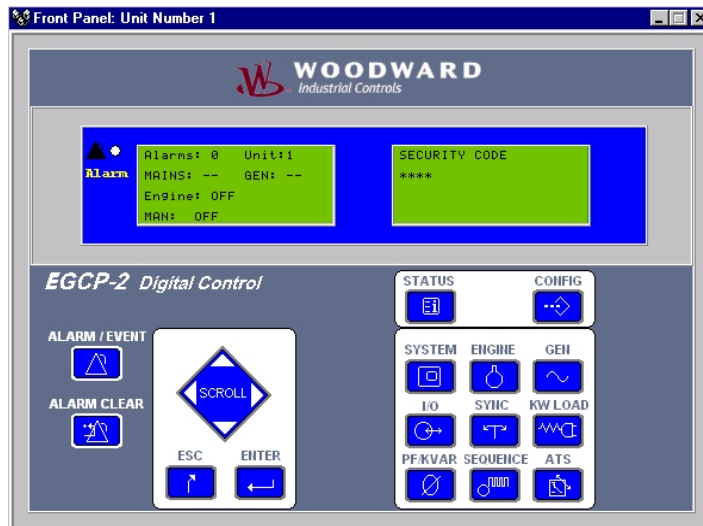 Front Panel: Unit Number 1
WOODWARD
Industrial Controls
Alarm
Alarms: 0 Unit:1
MAINS: -- GEN: --
Engine: OFF
MAN: OFF
SECURITY CODE
****
EGCP-2 Digital Control
STATUS CONFIG
ALARM / EVENT
SYSTEM ENGINE GEN
SCROLL
ALARM CLEAR
I/O SYNC KW LOAD
ESC ENTER
PF/KVAR SEQUENCE ATS